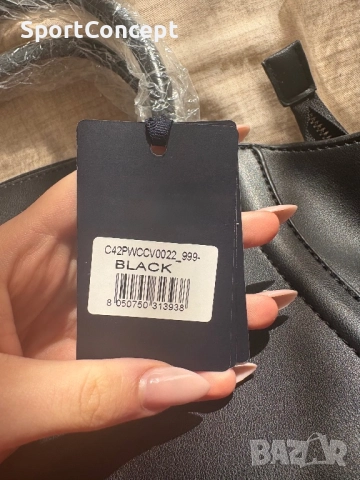 SportConcept
C42PWCCV0022_999-
BLACK
8 050750 313938
BAZAR